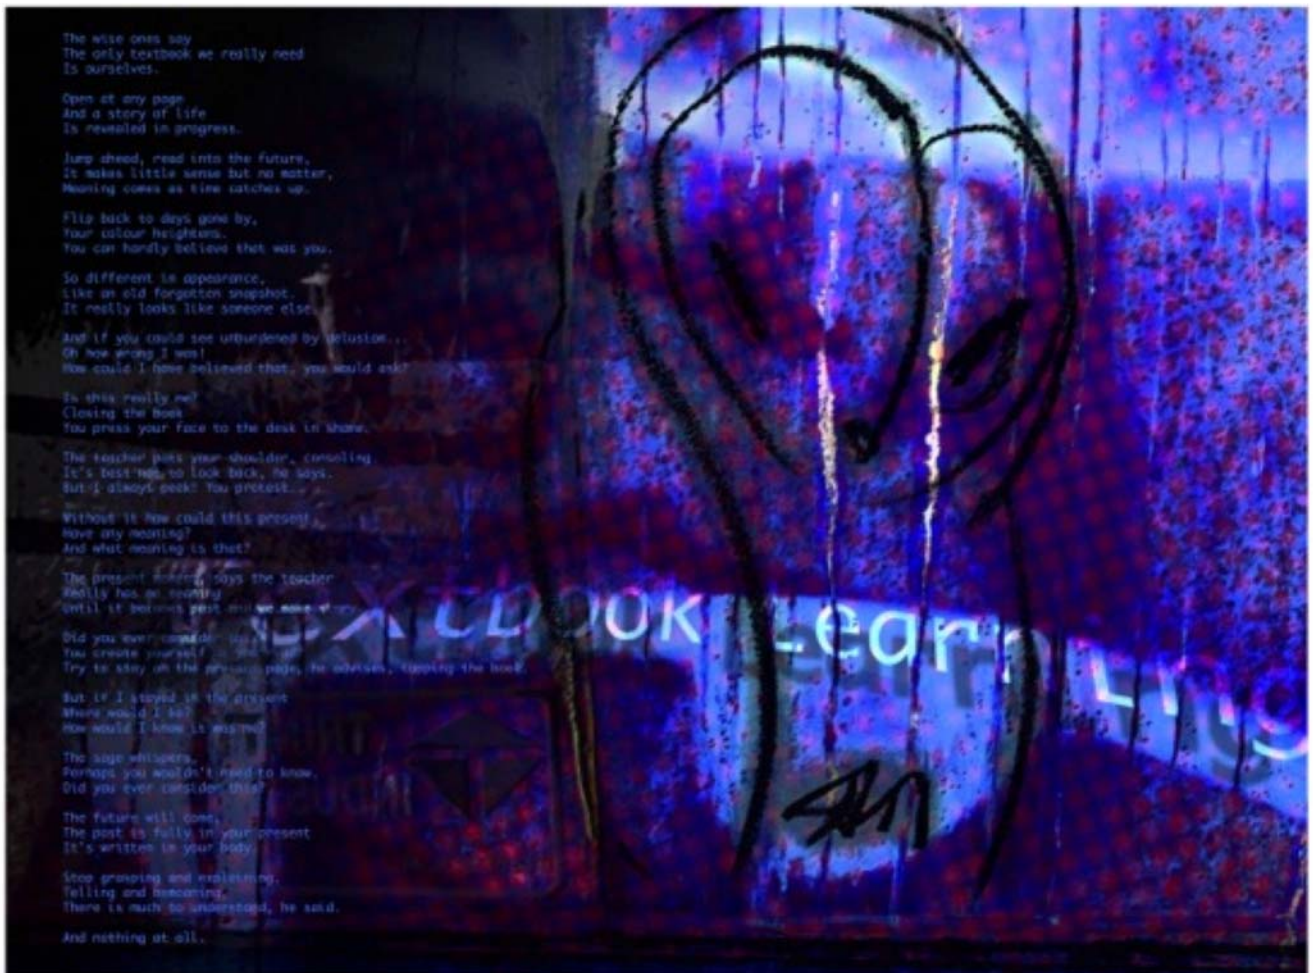 The wise ones say
The only textbook we really need
Is ourselves.
Open at any page
And a story of life
Is revealed in progress.
Jump ahead, read into the future,
It makes little sense but no matter,
Meaning comes as time catches up.
Flip back to days gone by,
Your colour heightens.
You can hardly believe that was you.
So different in appearance,
Like an old forgotten snapshot.
It really looks like someone else.
And if you could see unburdened by delusion...
Oh how wrong I was!
How could I have believed that, you would ask?
Is this really me?
Closing the book
You press your face to the desk in shame.
The teacher pats your shoulder, consoling.
It's best not to look back, he says.
But I always peek! You protest...
Without it how could this present
Have any meaning?
And what meaning is that?
The present moment, says the teacher
Really has no meaning
Until it becomes past and
Did you ever consider
You create yourself
Try to stay on the present page, he advises, tapping the book.
But if I stayed in the present
Where would I be?
How would I know it was me?
The sage whispers,
Perhaps you wouldn't need to know.
Did you ever consider this?
The future will come,
The past is fully in your present
It's written in your body.
Stop grasping and explaining,
Telling and bemoaning,
There is much to understand, he said.
And nothing at all.
extbook Learning